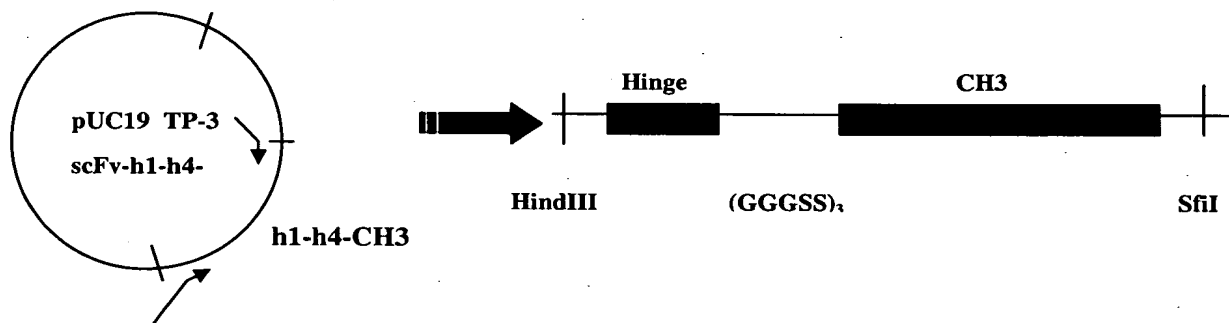 pUC19 TP-3
scFv-h1-h4-
h1-h4-CH3
Hinge
CH3
HindIII
(GGGSS)₃
SfiI